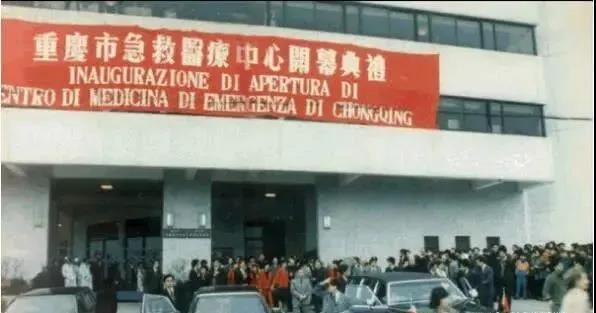 重慶市急救醫療中心開幕典禮
INAUGURAZIONE DI APERTURA DI
ENTRO DI MEDICINA DI EMERGENZA DI CHONGQING